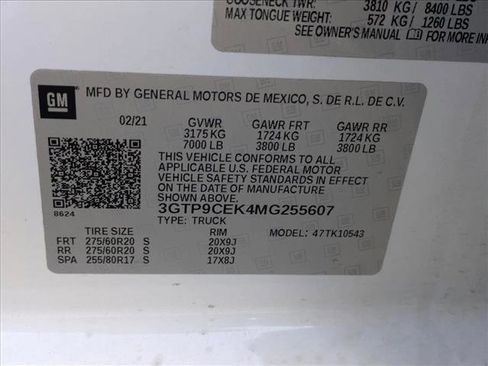 GOOSENECK TWR: 3810 KG / 8400 LBS
MAX TONGUE WEIGHT: 572 KG / 1260 LBS
SEE OWNER'S MANUAL FOR MORE INFO
GM
MFD BY GENERAL MOTORS DE MEXICO, S. DE R.L. DE C.V.
02/21 GVWR GAWR FRT GAWR RR
3175 KG 1724 KG 1724 KG
7000 LB 3800 LB 3800 LB
THIS VEHICLE CONFORMS TO ALL
APPLICABLE U.S. FEDERAL MOTOR
VEHICLE SAFETY STANDARDS IN
EFFECT ON THE DATE OF MANUFACTURE
SHOWN ABOVE.
8624 3GTP9CEK4MG255607
TYPE: TRUCK
TIRE SIZE RIM MODEL: 47TK10543
FRT 275/60R20 S 20X9J
RR 275/60R20 S 20X9J
SPA 255/80R17 S 17X8J